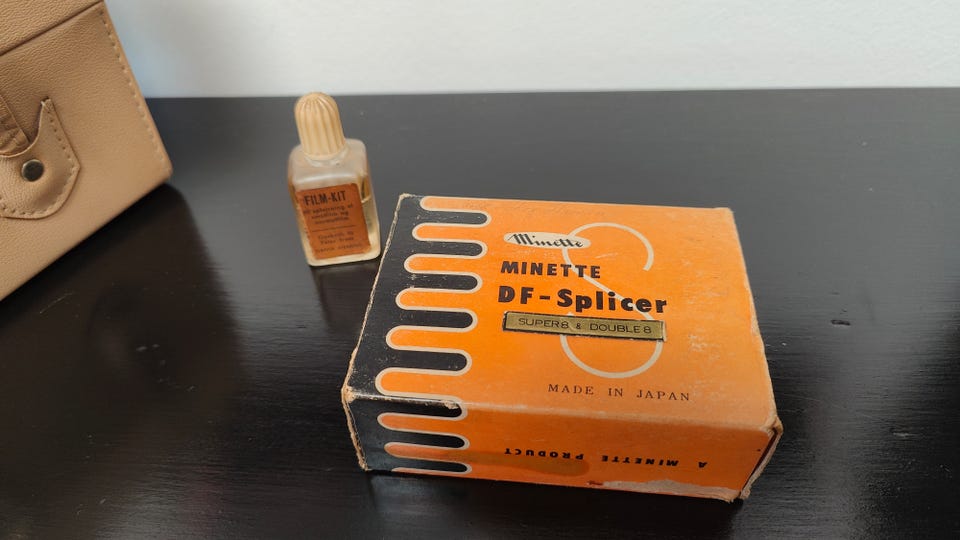 FILM-KIT
Minette
MINETTE
DF-Splicer
SUPER8 & DOUBLE8
MADE IN JAPAN
A MINETTE PRODUCT